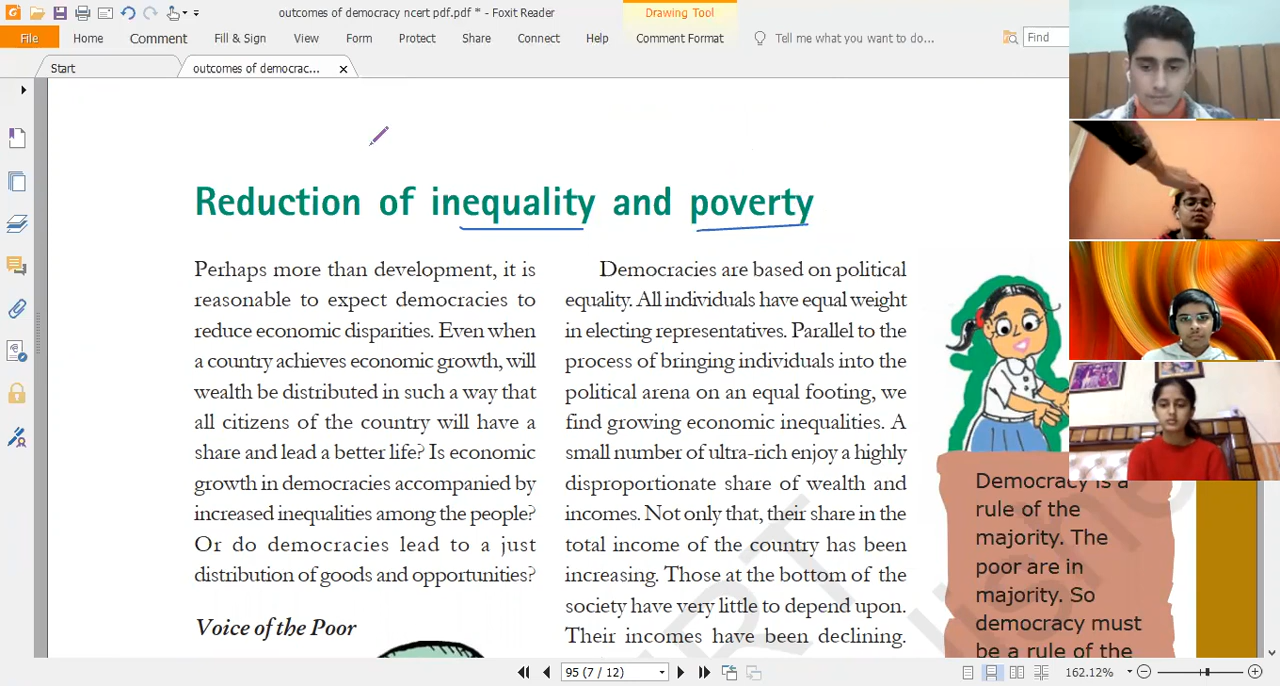 outcomes of democracy ncert pdf.pdf * - Foxit Reader
Drawing Tool
File Home Comment Fill & Sign View Form Protect Share Connect Help Comment Format Tell me what you want to do... Find
Start outcomes of democrac...
Reduction of inequality and poverty
Perhaps more than development, it is
reasonable to expect democracies to
reduce economic disparities. Even when
a country achieves economic growth, will
wealth be distributed in such a way that
all citizens of the country will have a
share and lead a better life? Is economic
growth in democracies accompanied by
increased inequalities among the people?
Or do democracies lead to a just
distribution of goods and opportunities?
Voice of the Poor
Democracies are based on political
equality. All individuals have equal weight
in electing representatives. Parallel to the
process of bringing individuals into the
political arena on an equal footing, we
find growing economic inequalities. A
small number of ultra-rich enjoy a highly
disproportionate share of wealth and
incomes. Not only that, their share in the
total income of the country has been
increasing. Those at the bottom of the
society have very little to depend upon.
Their incomes have been declining.
Democracy is a
rule of the
majority. The
poor are in
majority. So
democracy must
be a rule of the
95 (7 / 12)
162.12%